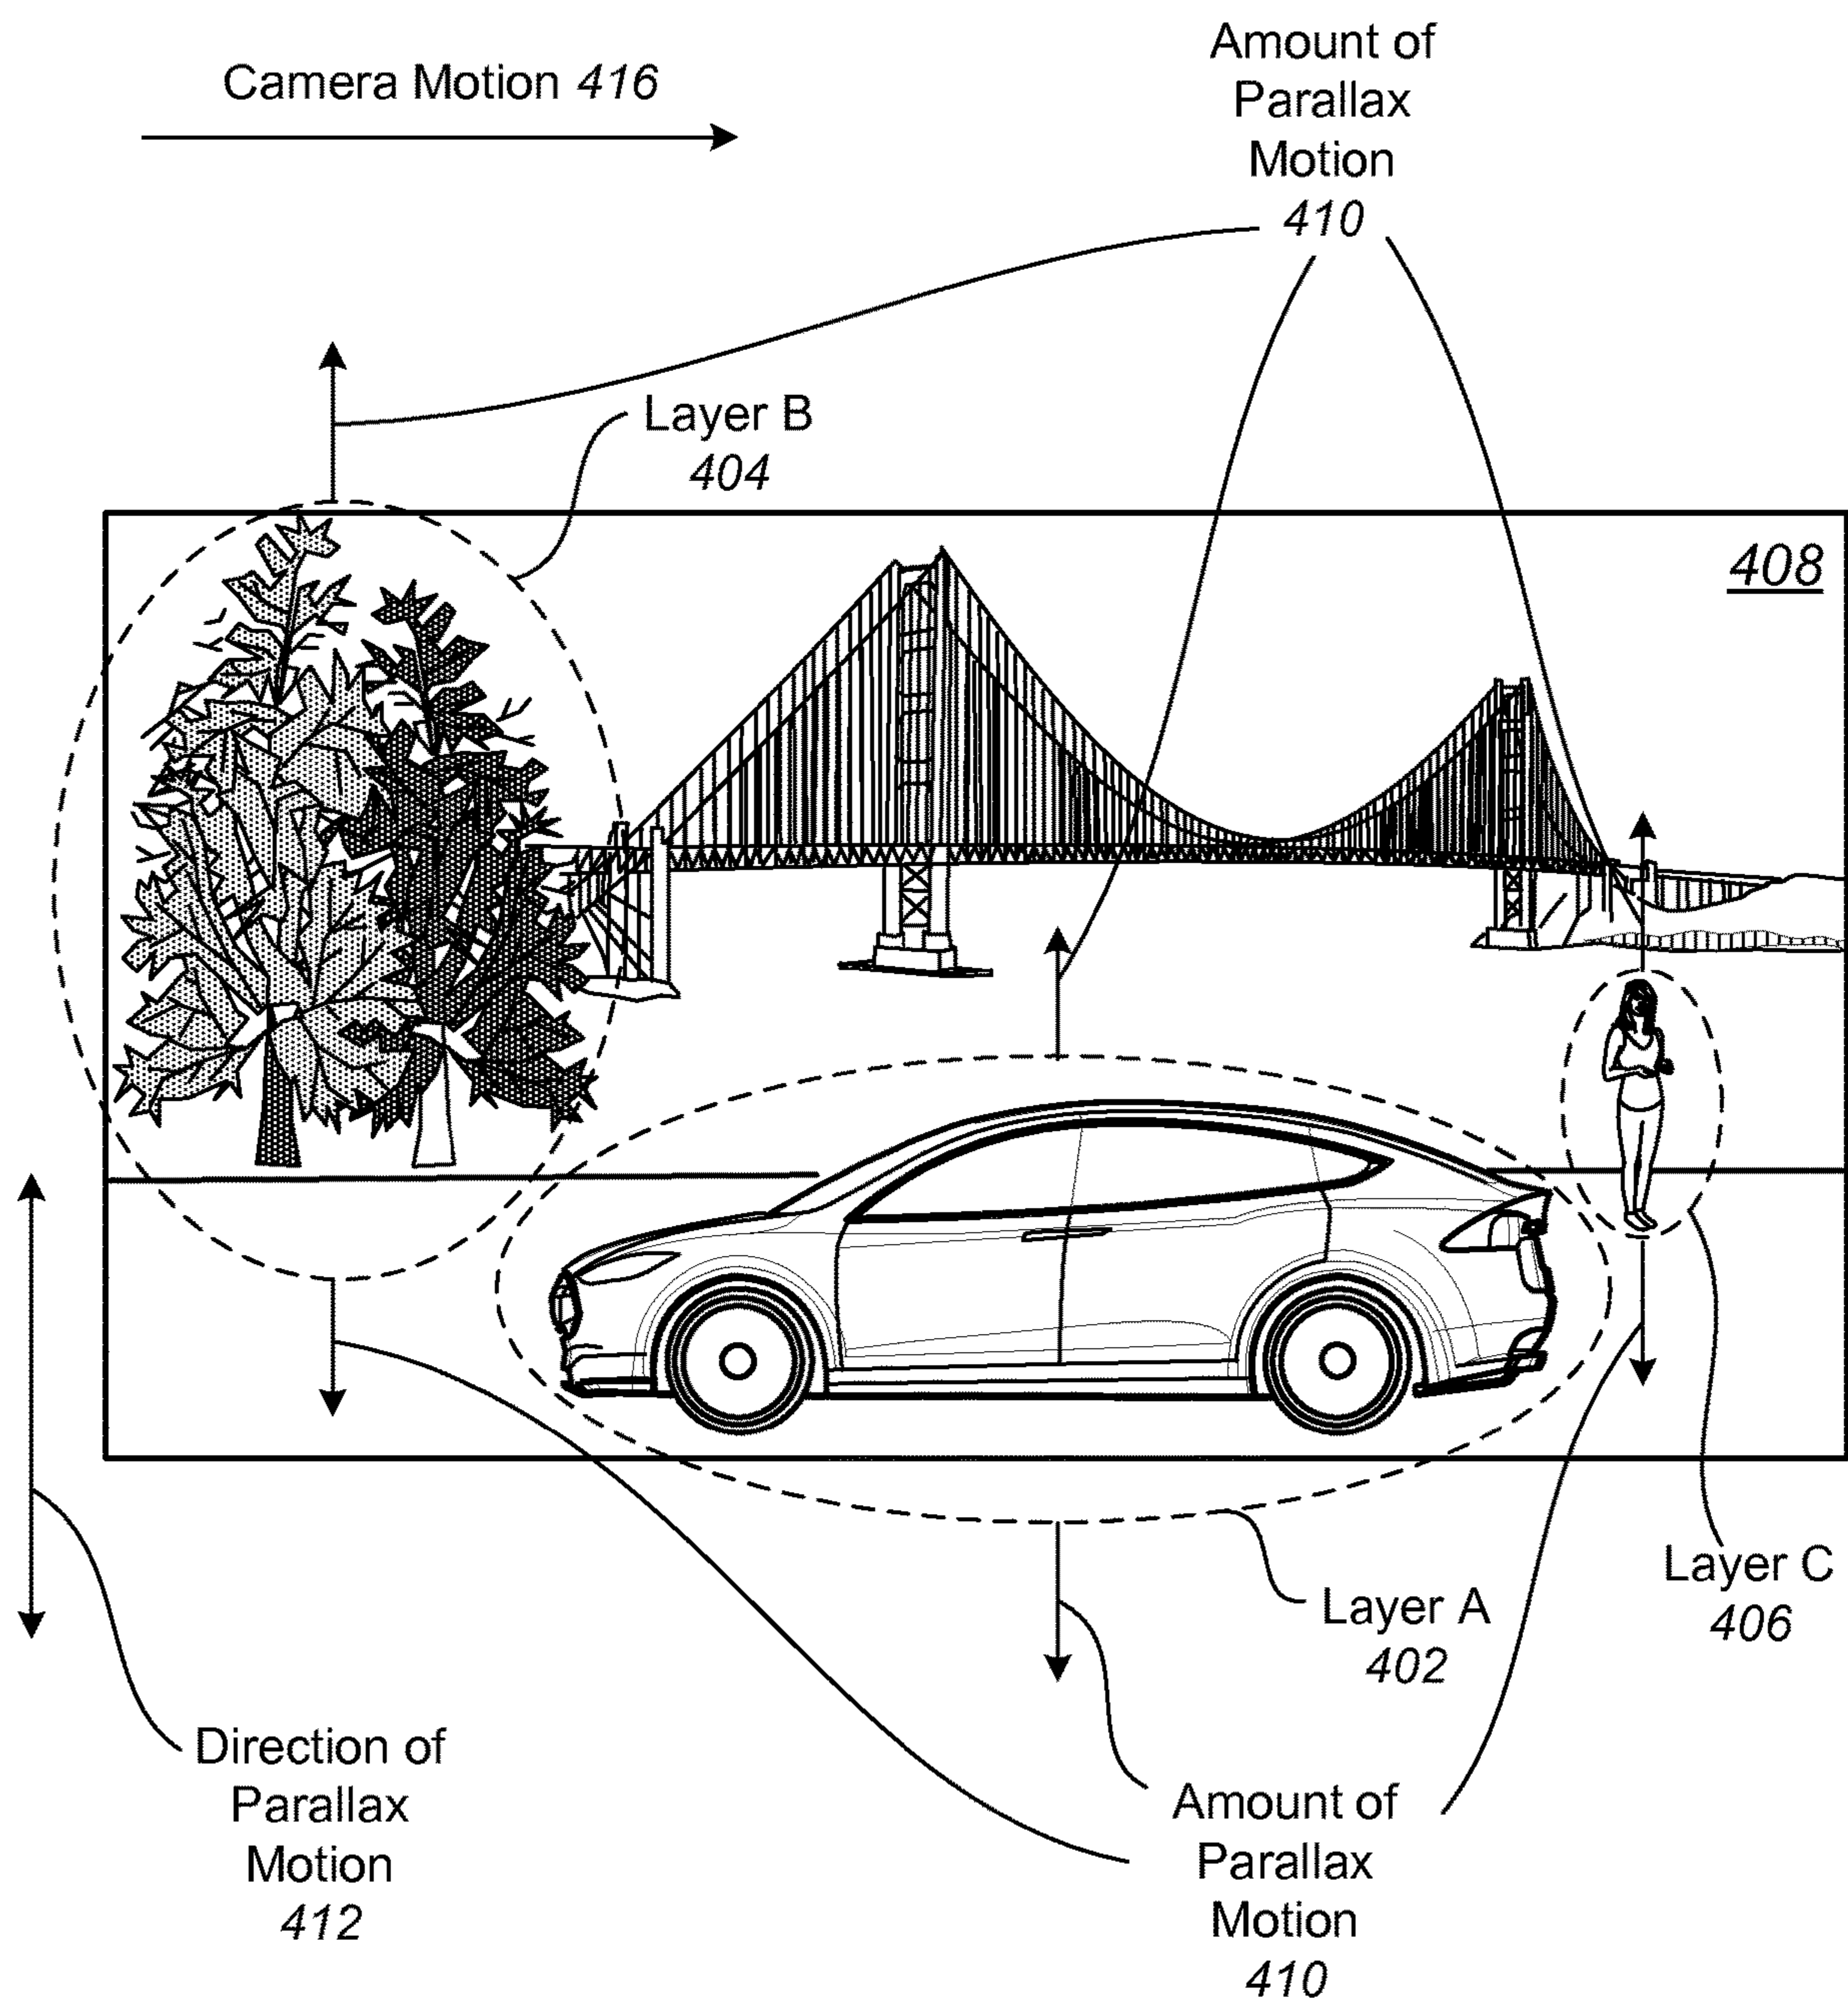 Camera Motion 416
Amount of
Parallax
Motion
410
Layer B
404
408
Layer C
406
Layer A
402
Direction of
Parallax
Motion
412
Amount of
Parallax
Motion
410